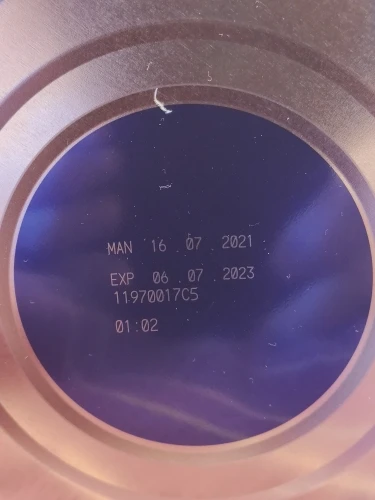 MAN 16 . 07 . 2021
EXP 06 . 07 . 2023
11970017C5
01:02